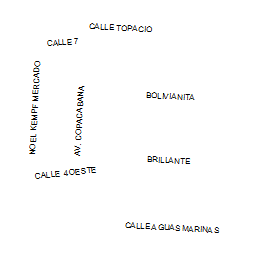 CALLE TOPACIO
CALLE 7
NOEL KEMPF MERCADO
AV. COPACABANA
BOLIVIANITA
BRILLANTE
CALLE 4 OESTE
CALLE AGUAS MARINAS